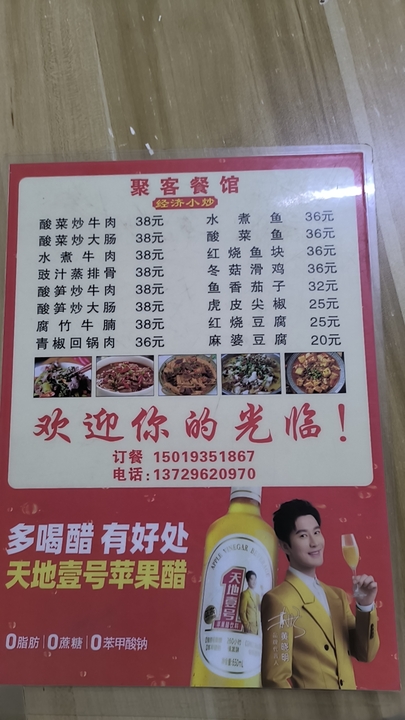 聚客餐馆
经济小炒
酸菜炒牛肉 38元
酸菜炒大肠 38元
水煮牛肉 38元
豉汁蒸排骨 38元
酸笋炒牛肉 38元
酸笋炒大肠 38元
腐竹牛腩 38元
青椒回锅肉 36元
水煮鱼 36元
酸菜鱼 36元
红烧鱼块 36元
冬菇滑鸡 36元
鱼香茄子 32元
虎皮尖椒 25元
红烧豆腐 25元
麻婆豆腐 20元
欢迎你的光临！
订餐 15019351867
电话:13729620970
多喝醋 有好处
天地壹号苹果醋
0脂肪 0蔗糖 0苯甲酸钠
APPLE VINEGAR
天地壹号
650mL
黄晓明